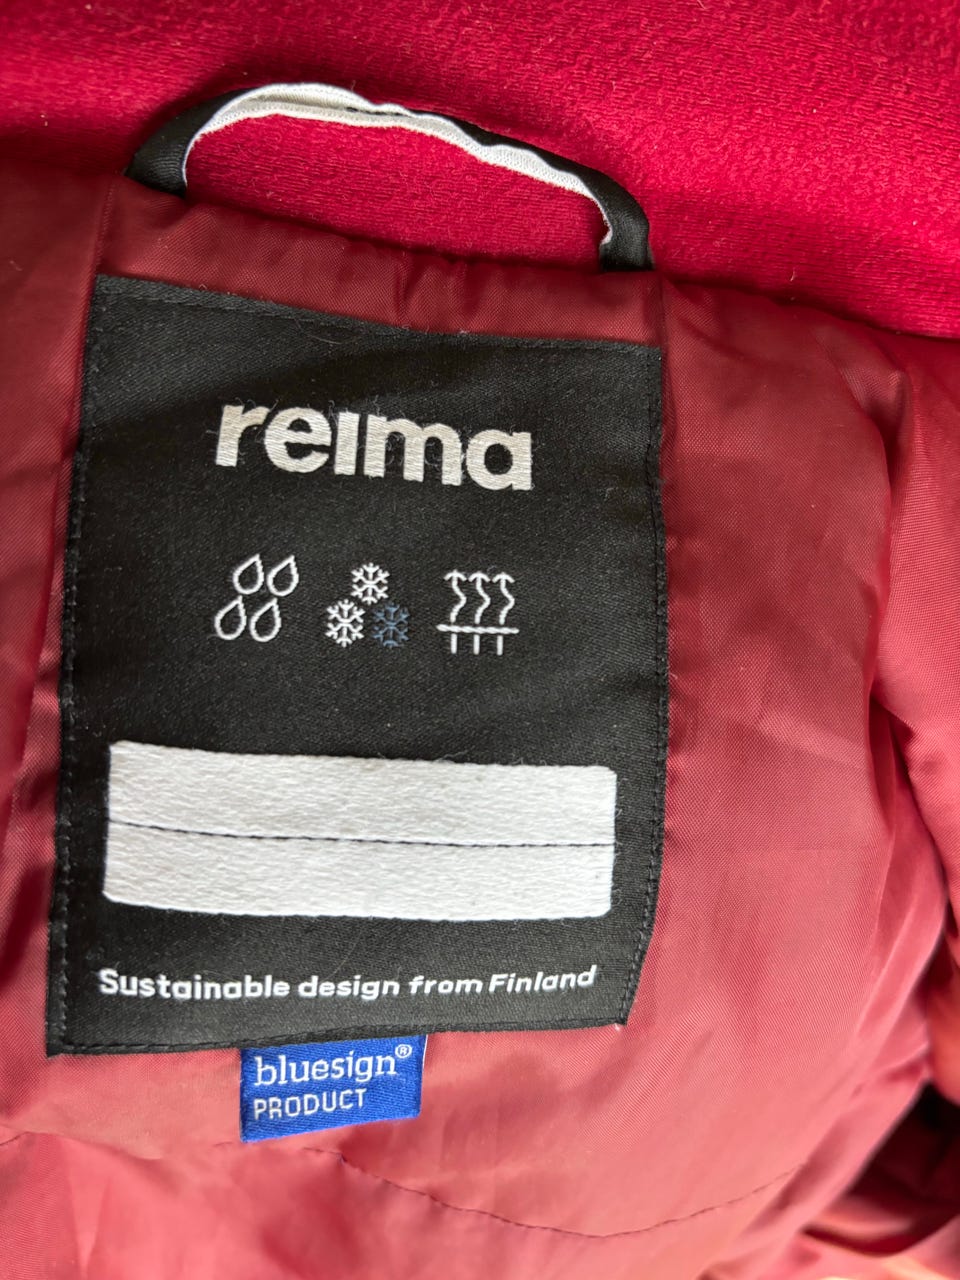 reima
Sustainable design from Finland
bluesign®
PRODUCT